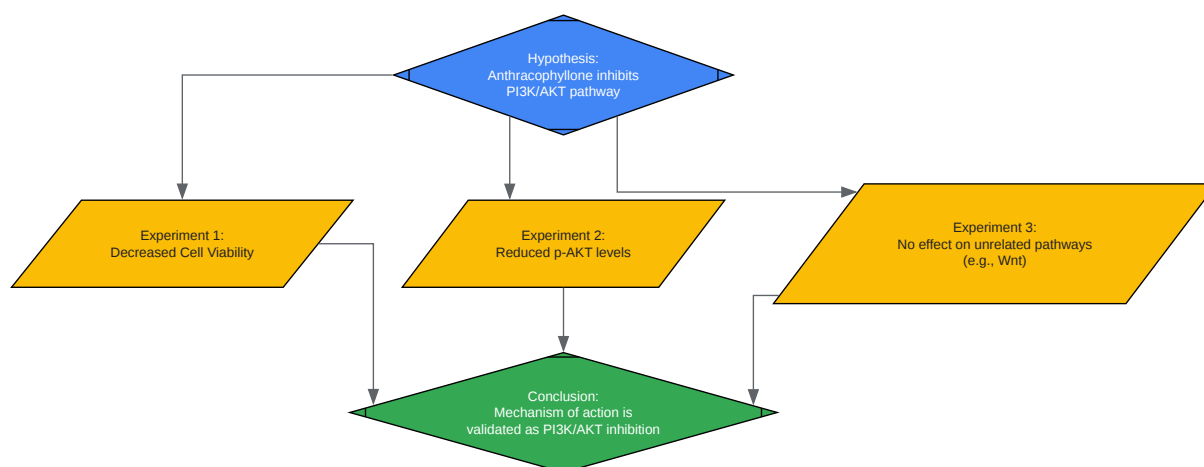 Hypothesis:
Anthracophyllone inhibits
PI3K/AKT pathway
Experiment 1:
Decreased Cell Viability
Experiment 2:
Reduced p-AKT levels
Experiment 3:
No effect on unrelated pathways
(e.g., Wnt)
Conclusion:
Mechanism of action is
validated as PI3K/AKT inhibition